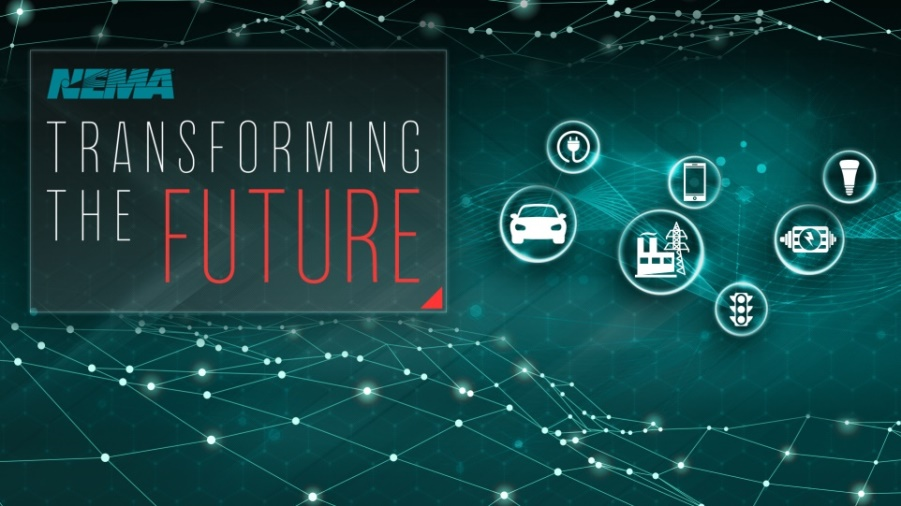 NEMA
TRANSFORMING
THE FUTURE